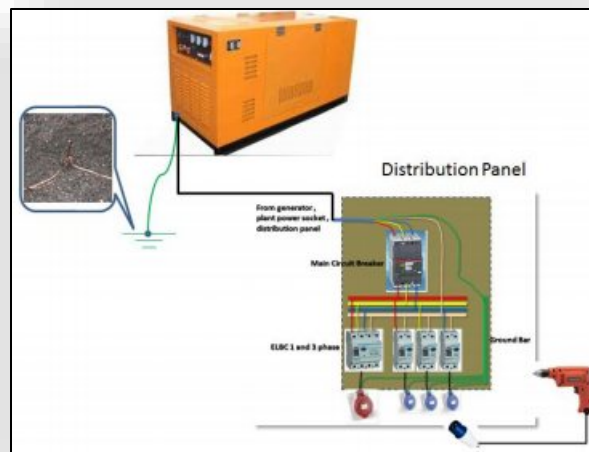 Distribution Panel
From generator ,
plant power socket ,
distribution panel
Main Circuit Breaker
ELBC 1 and 3 phase
Ground Bar